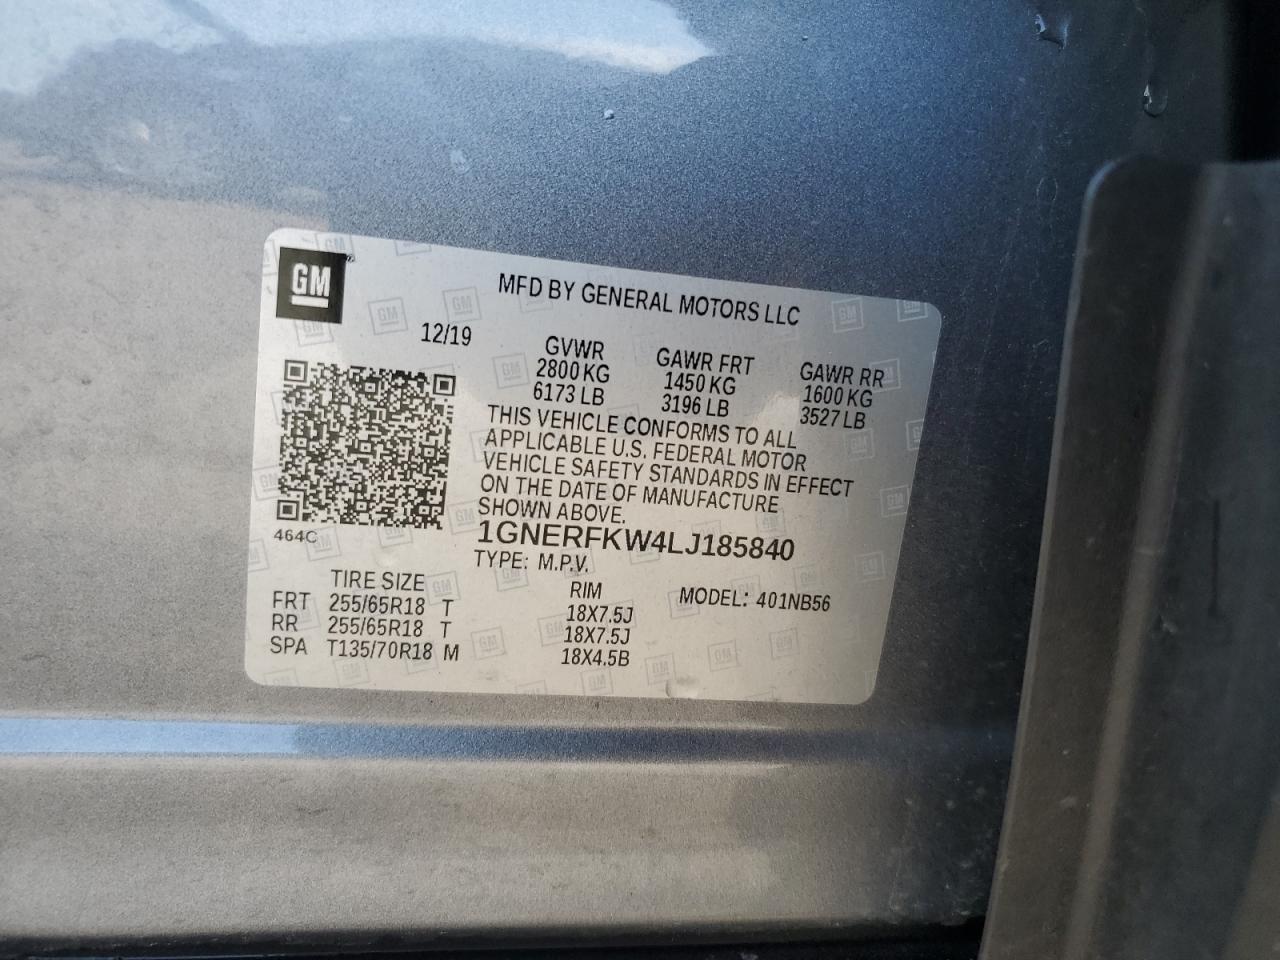 GM
MFD BY GENERAL MOTORS LLC
12/19
GVWR GAWR FRT GAWR RR
2800 KG 1450 KG 1600 KG
6173 LB 3196 LB 3527 LB
THIS VEHICLE CONFORMS TO ALL
APPLICABLE U.S. FEDERAL MOTOR
VEHICLE SAFETY STANDARDS IN EFFECT
ON THE DATE OF MANUFACTURE
SHOWN ABOVE.
464C
1GNERFKW4LJ185840
TYPE: M.P.V.
TIRE SIZE RIM MODEL: 401NB56
FRT 255/65R18 T 18X7.5J
RR 255/65R18 T 18X7.5J
SPA T135/70R18 M 18X4.5B